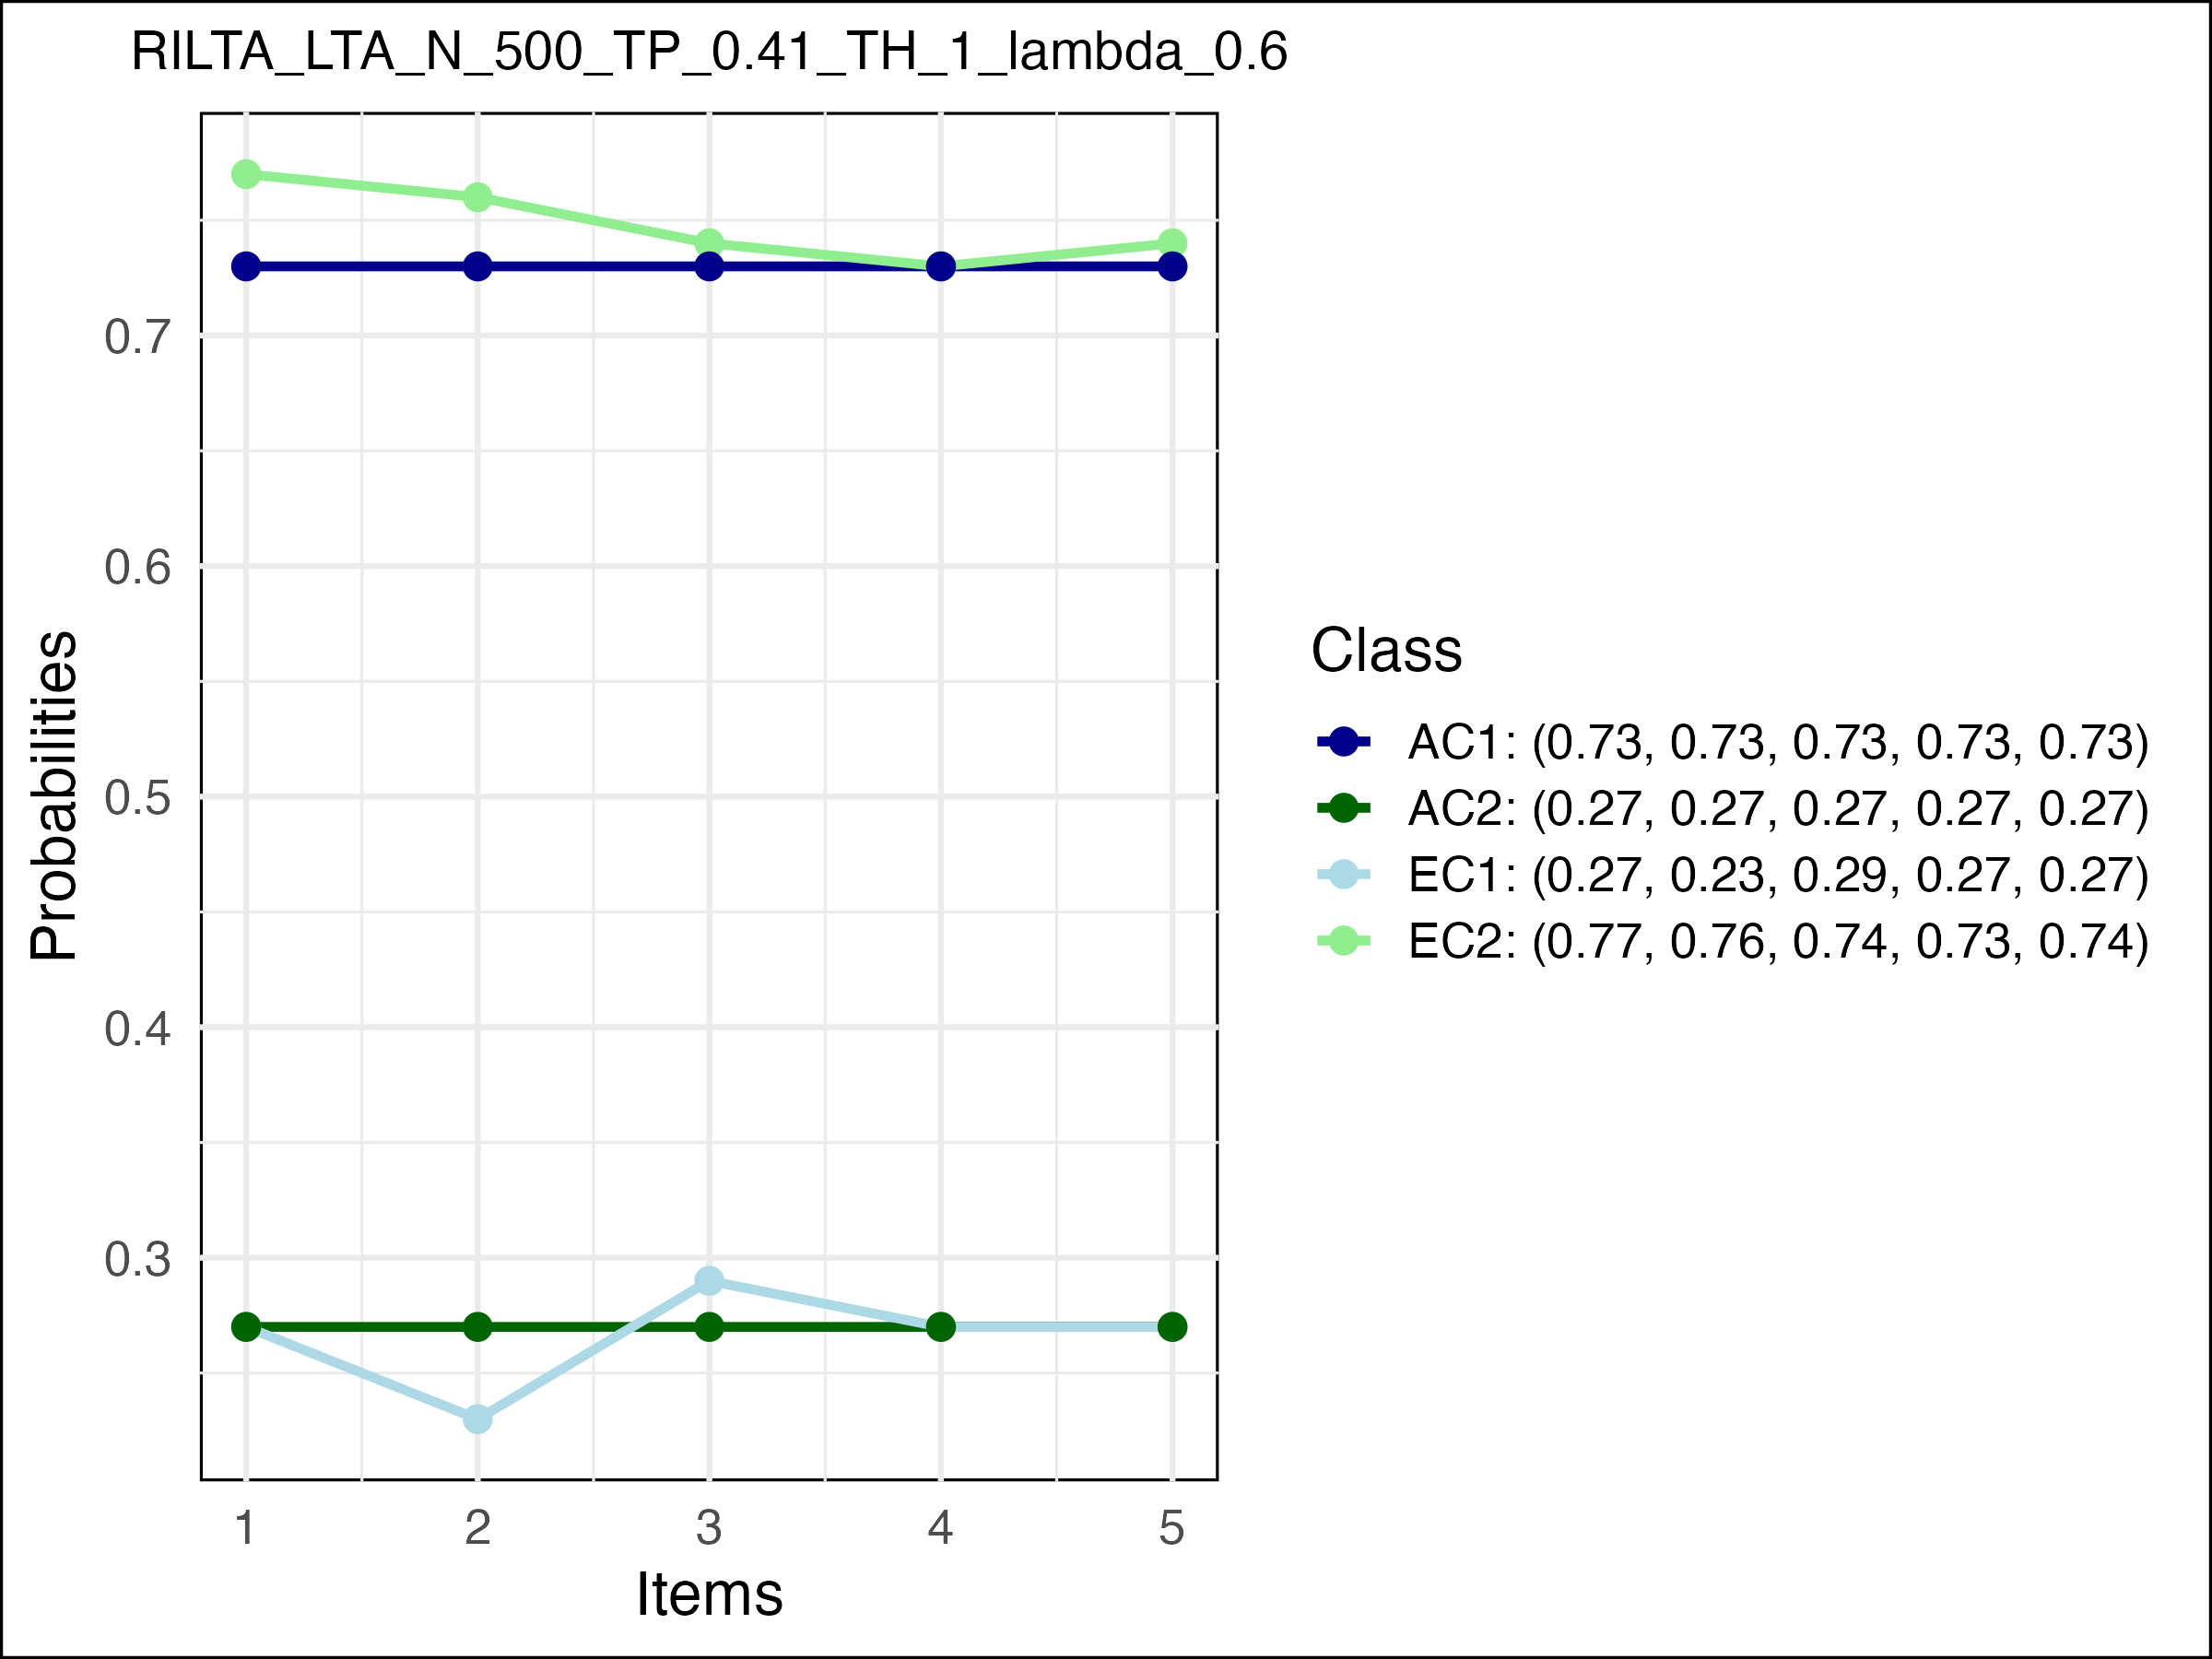 RILTA_LTA_N_500_TP_0.41_TH_1_lambda_0.6
0.7
0.6
0.5
0.4
0.3
Probabilities
1 2 3 4 5
Items
Class
AC1: (0.73, 0.73, 0.73, 0.73, 0.73)
AC2: (0.27, 0.27, 0.27, 0.27, 0.27)
EC1: (0.27, 0.23, 0.29, 0.27, 0.27)
EC2: (0.77, 0.76, 0.74, 0.73, 0.74)